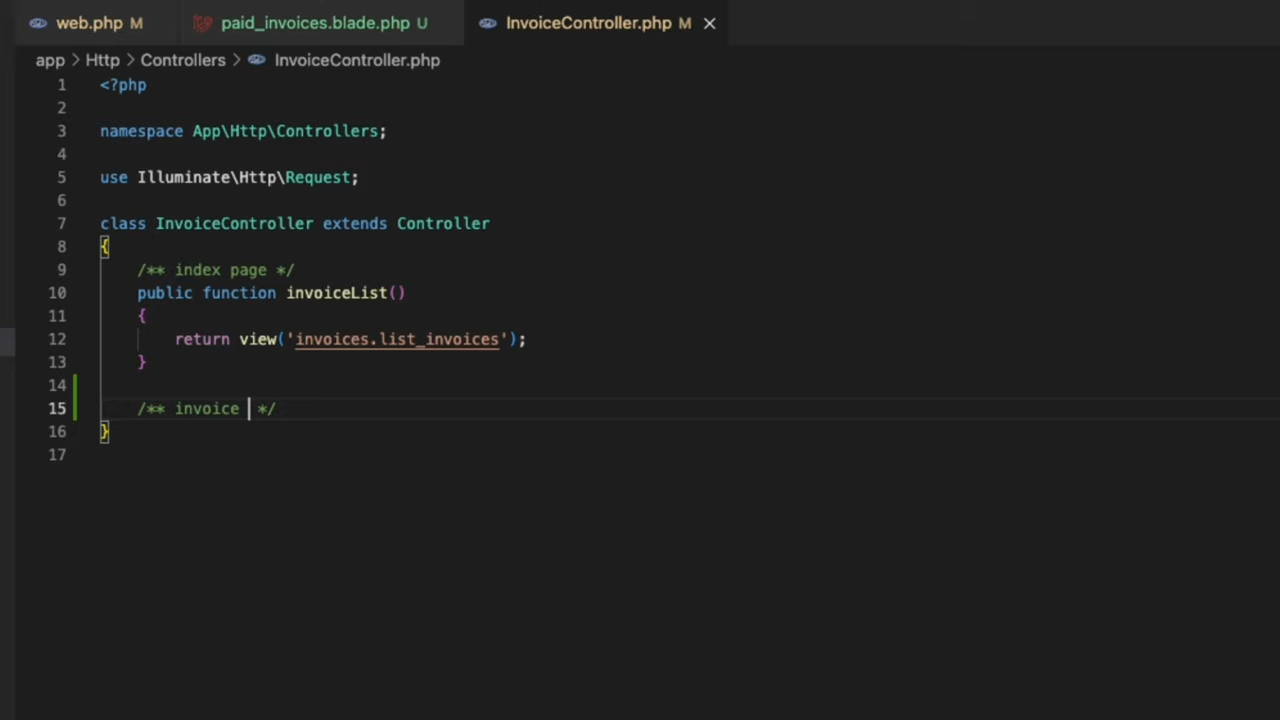 web.php M paid_invoices.blade.php U InvoiceController.php M ×
app > Http > Controllers > InvoiceController.php
1 <?php
2
3 namespace App\Http\Controllers;
4
5 use Illuminate\Http\Request;
6
7 class InvoiceController extends Controller
8 {
9 /** index page */
10 public function invoiceList()
11 {
12 return view('invoices.list_invoices');
13 }
14
15 /** invoice */
16 }
17